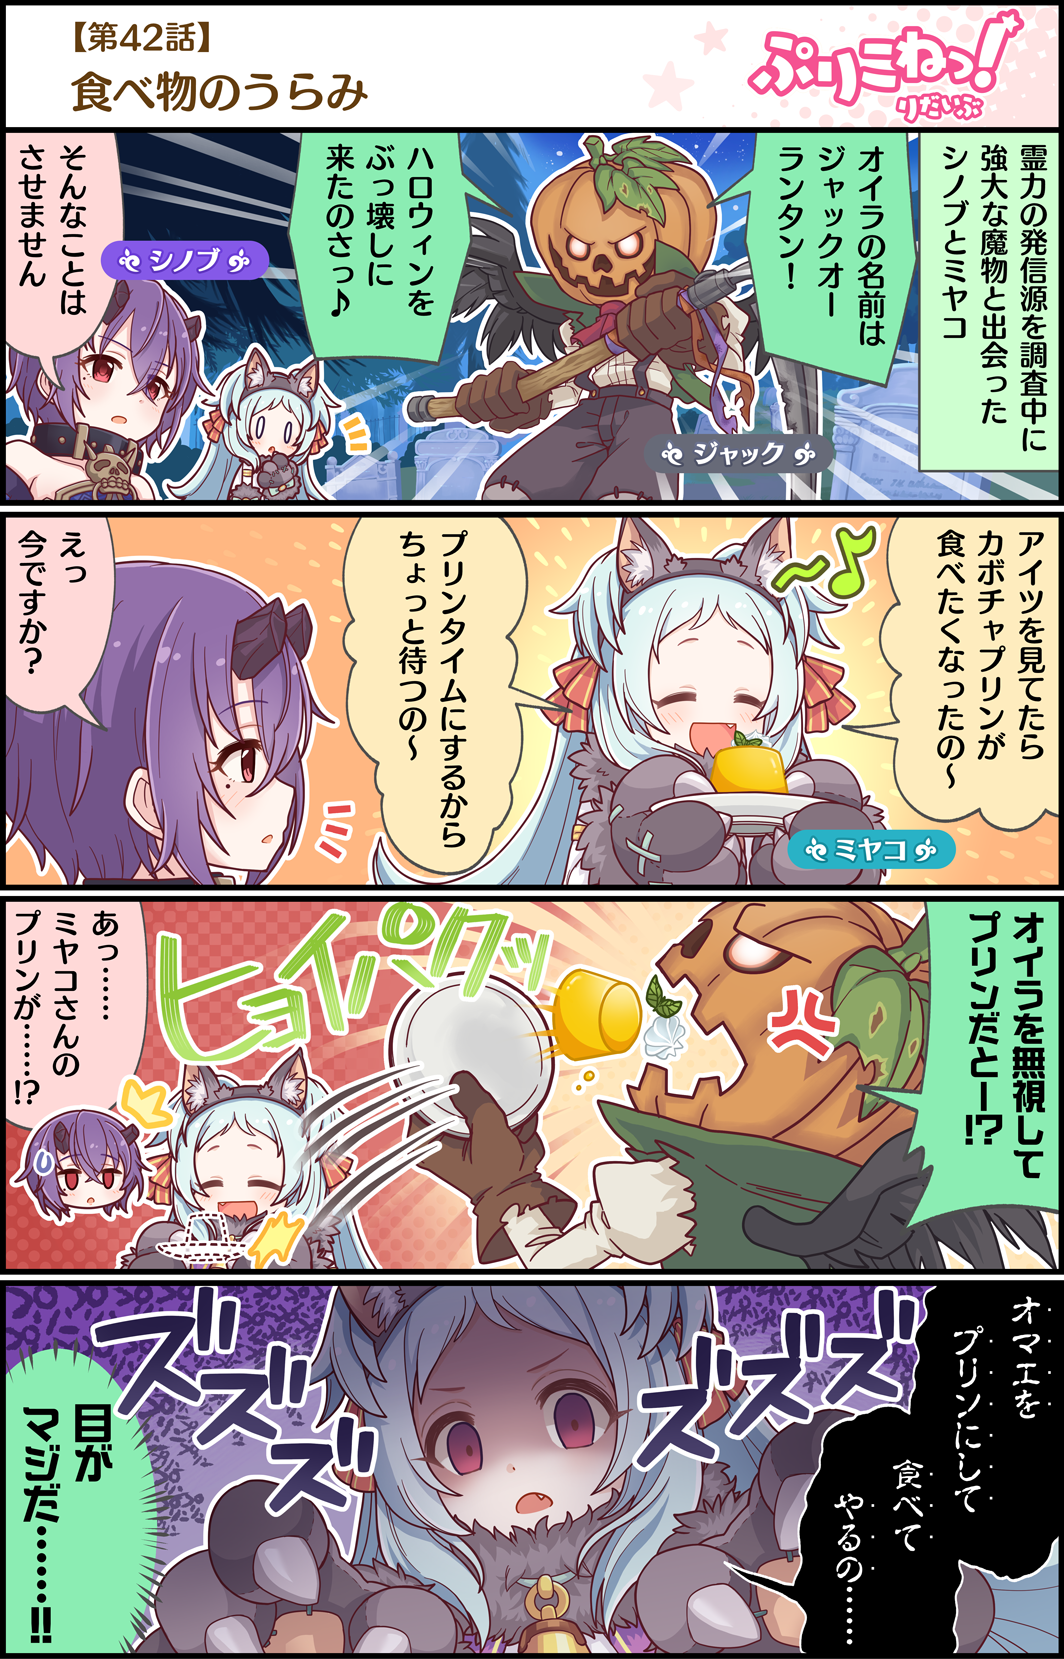 【第42話】
食べ物のうらみ
ぷりこねっ!
りだいぶ
霊力の発信源を調査中に
強大な魔物と出会った
シノブとミヤコ
オイラの名前は
ジャックオー
ランタン!
ハロウィンを
ぶっ壊しに
来たのさっ♪
ジャック
そんなことは
させません
シノブ
アイツを見てたら
カボチャプリンが
食べたくなったの~
プリンタイムにするから
ちょっと待つの~
ミヤコ
えっ
今ですか?
オイラを無視して
プリンだとー!?
ヒョイパクッ
あっ……
ミヤコさんの
プリンが……!?
オマエを
プリンにして
食べて
やるの……
ズズズ
ズズズ
目が
マジだ……!!